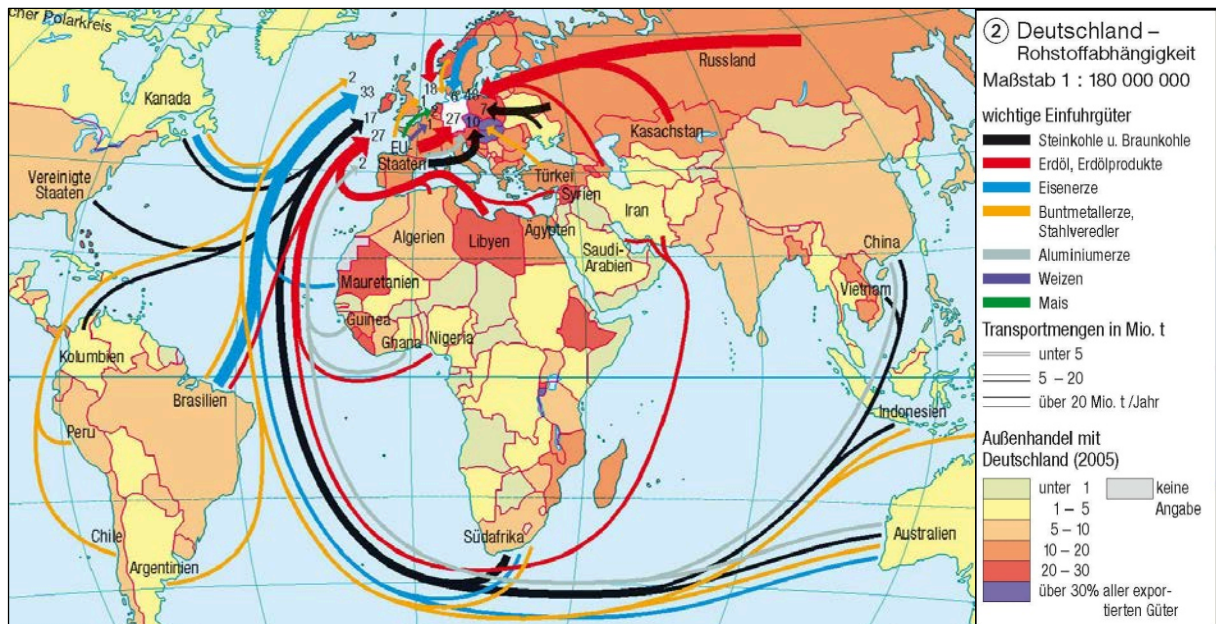 cher Polarkreis
Kanada
Vereinigte
Staaten
Kolumbien
Brasilien
Peru
Chile
Argentinien
2
33
17
27
2
18
1
6
48
7
27
10
EU-
Staaten
Russland
Kasachstan
Türkei
Syrien
Iran
Algerien
Libyen
Ägypten
Saudi-
Arabien
Mauretanien
Guinea
Ghana
Nigeria
Südafrika
China
Vietnam
Indonesien
Australien
② Deutschland –
Rohstoffabhängigkeit
Maßstab 1 : 180 000 000
wichtige Einfuhrgüter
Steinkohle u. Braunkohle
Erdöl, Erdölprodukte
Eisenerze
Buntmetallerze,
Stahlveredler
Aluminiumerze
Weizen
Mais
Transportmengen in Mio. t
unter 5
5 – 20
über 20 Mio. t /Jahr
Außenhandel mit
Deutschland (2005)
unter 1
keine
Angabe
1 – 5
5 – 10
10 – 20
20 – 30
über 30% aller expor-
tierten Güter